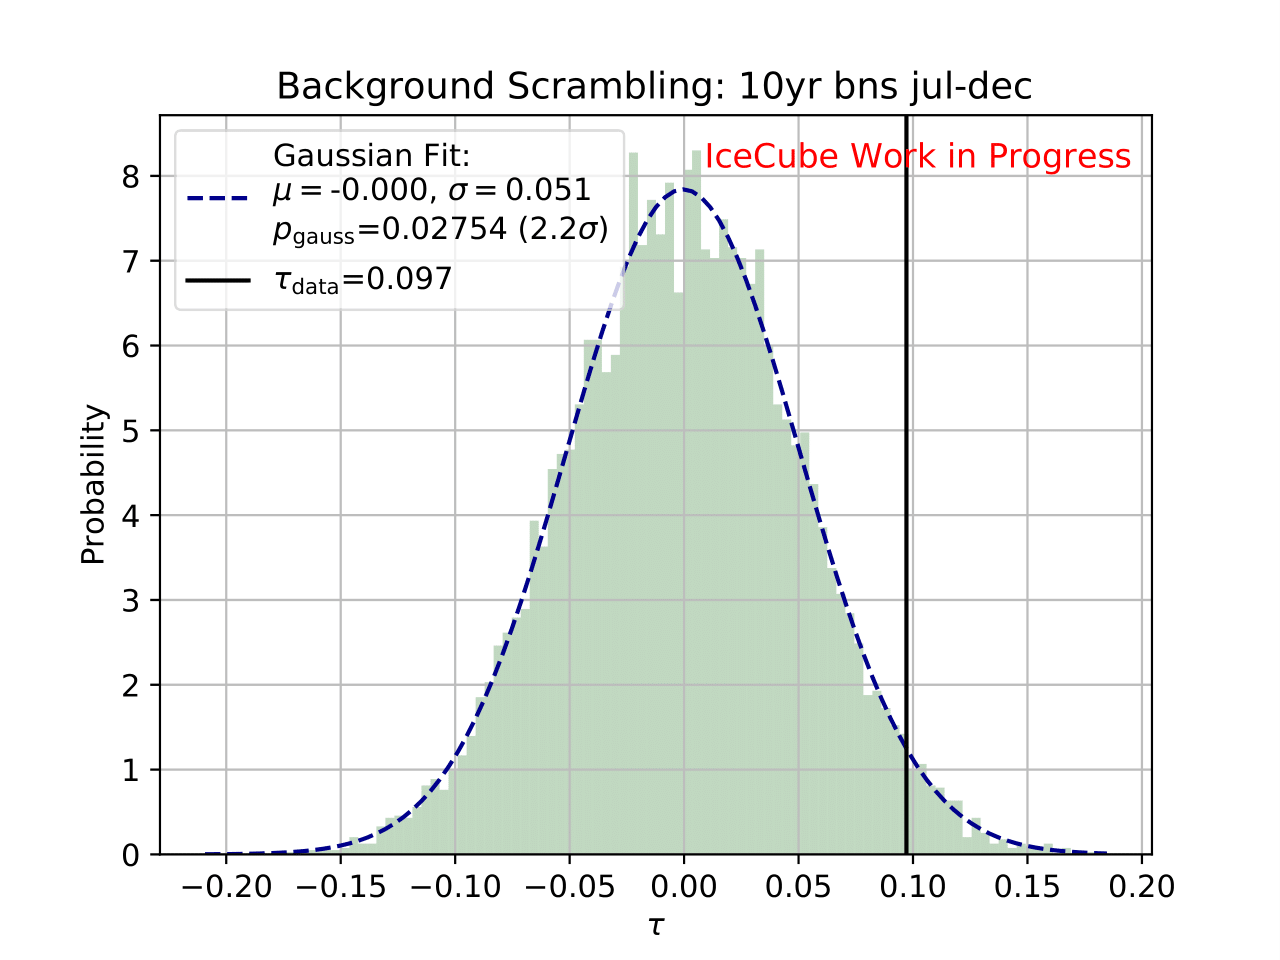 Background Scrambling: 10yr bns jul-dec
IceCube Work in Progress
Gaussian Fit:
μ = -0.000, σ = 0.051
p_gauss=0.02754 (2.2σ)
τ_data=0.097
Probability
8
7
6
5
4
3
2
1
0
−0.20 −0.15 −0.10 −0.05 0.00 0.05 0.10 0.15 0.20
τ